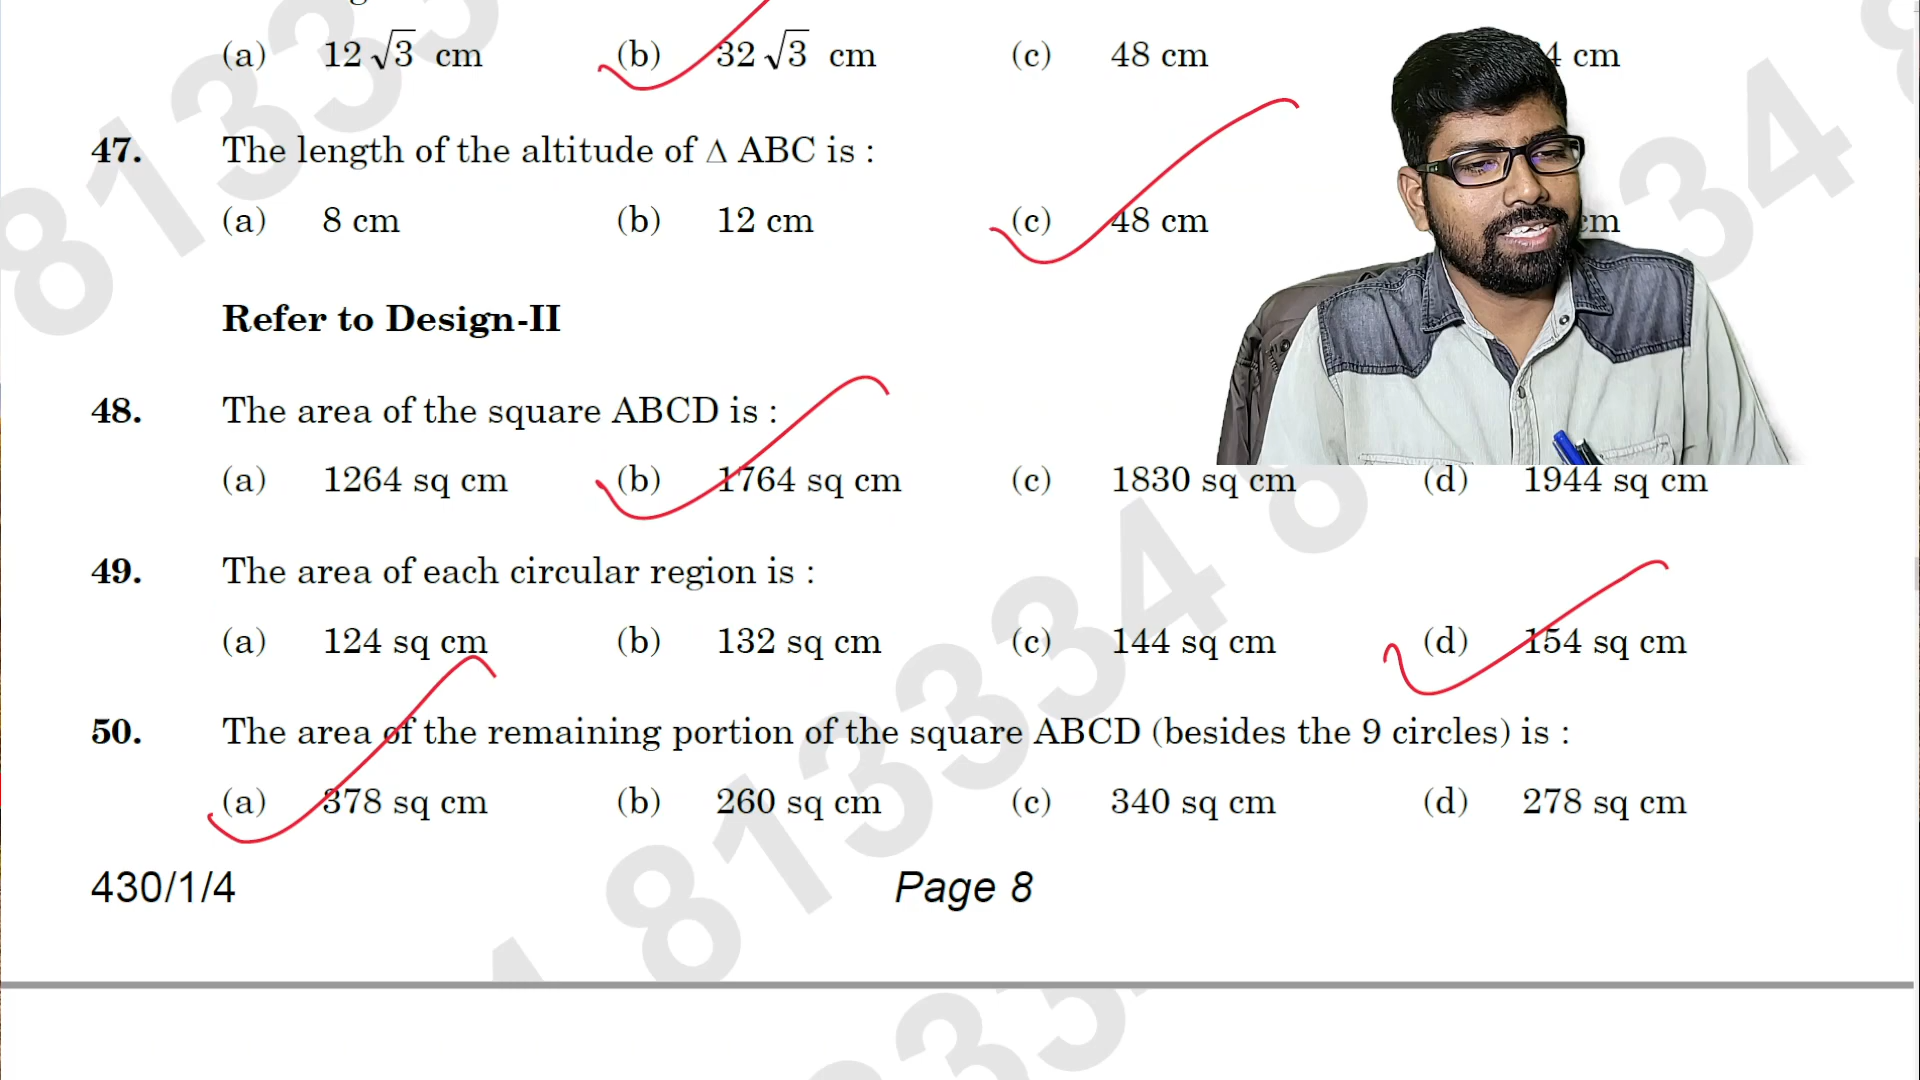 (a) 12√3 cm (b) 32√3 cm (c) 48 cm 4 cm
47. The length of the altitude of Δ ABC is :
(a) 8 cm (b) 12 cm (c) 48 cm cm
Refer to Design-II
48. The area of the square ABCD is :
(a) 1264 sq cm (b) 1764 sq cm (c) 1830 sq cm (d) 1944 sq cm
49. The area of each circular region is :
(a) 124 sq cm (b) 132 sq cm (c) 144 sq cm (d) 154 sq cm
50. The area of the remaining portion of the square ABCD (besides the 9 circles) is :
(a) 378 sq cm (b) 260 sq cm (c) 340 sq cm (d) 278 sq cm
430/1/4 Page 8
81334